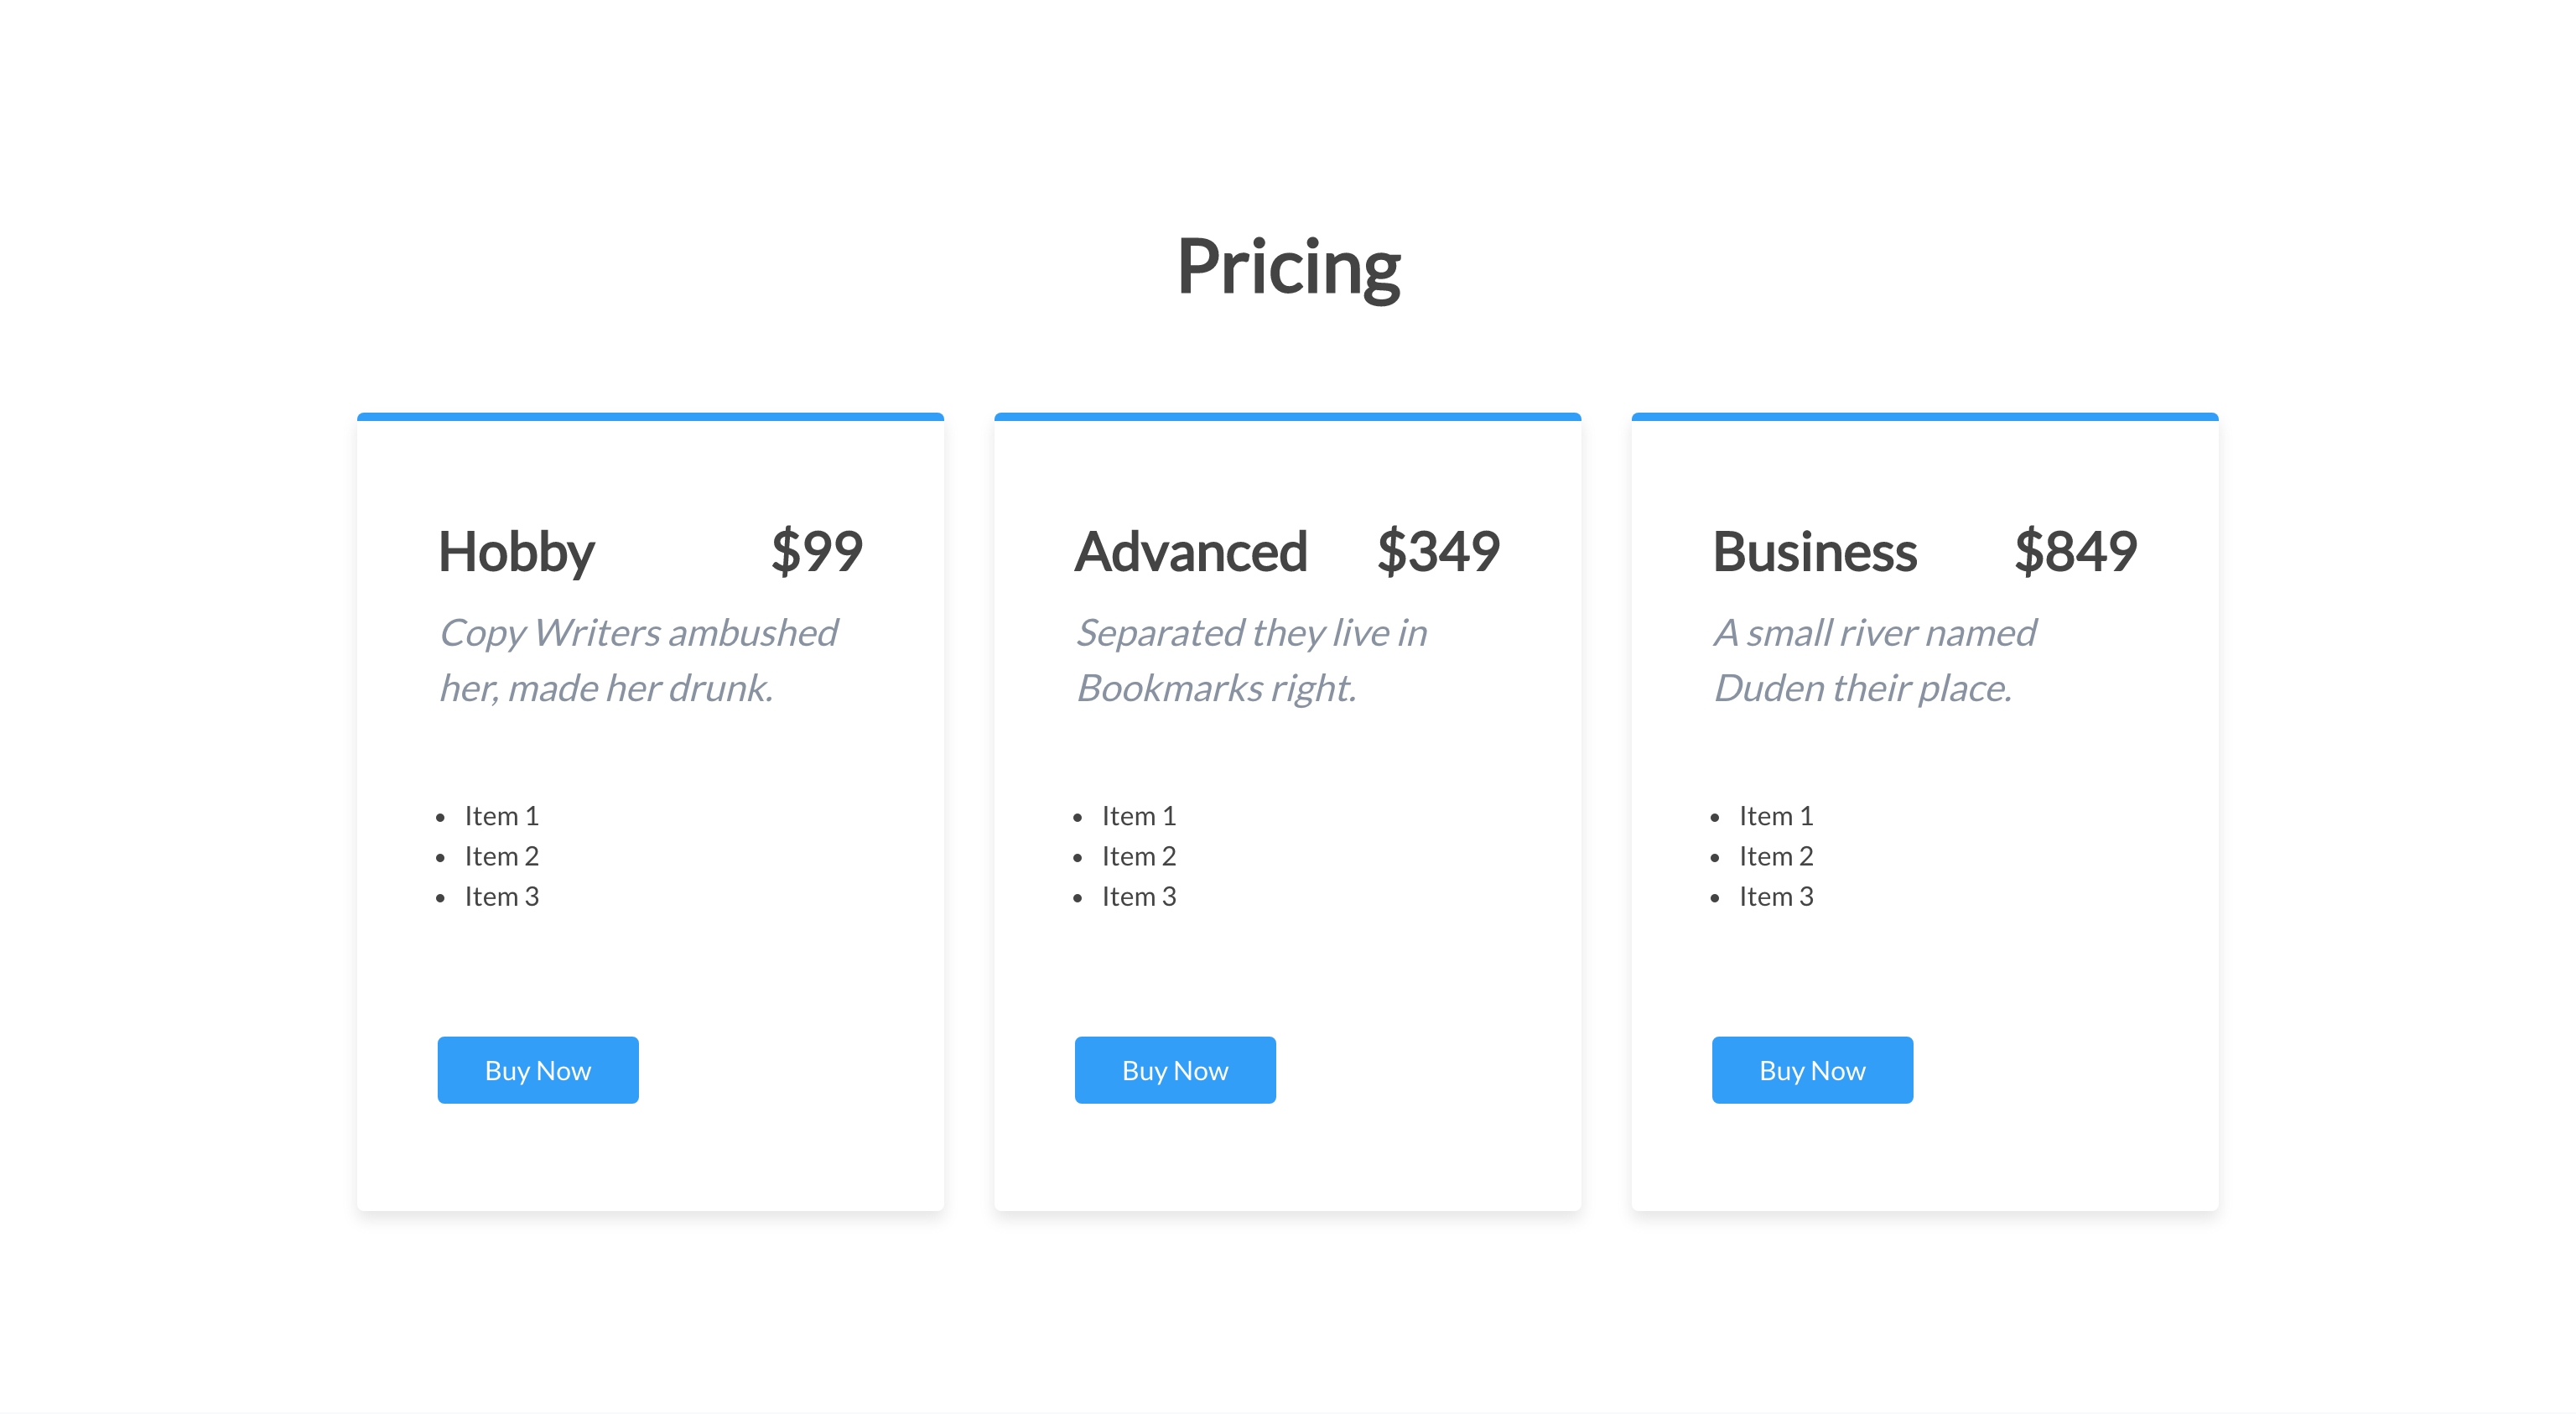 Pricing
Hobby $99
Copy Writers ambushed
her, made her drunk.
• Item 1
• Item 2
• Item 3
Buy Now
Advanced $349
Separated they live in
Bookmarks right.
• Item 1
• Item 2
• Item 3
Buy Now
Business $849
A small river named
Duden their place.
• Item 1
• Item 2
• Item 3
Buy Now